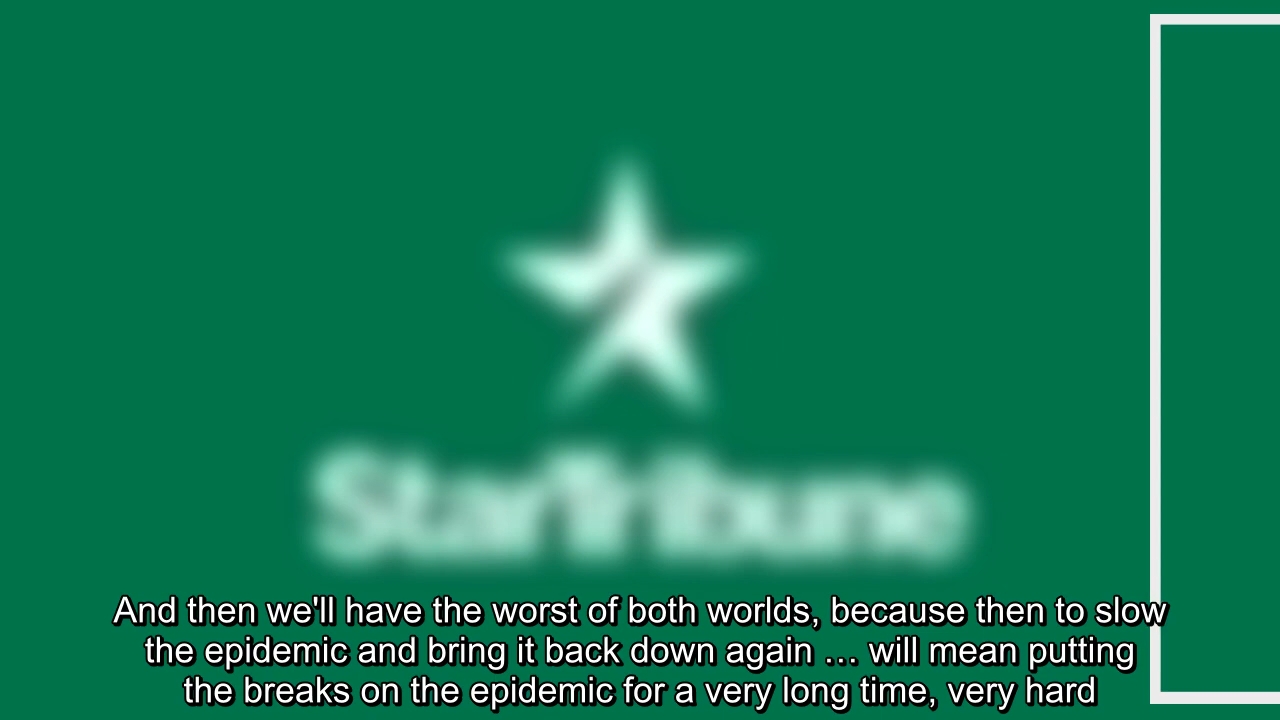 StarTribune
And then we'll have the worst of both worlds, because then to slow
the epidemic and bring it back down again … will mean putting
the breaks on the epidemic for a very long time, very hard